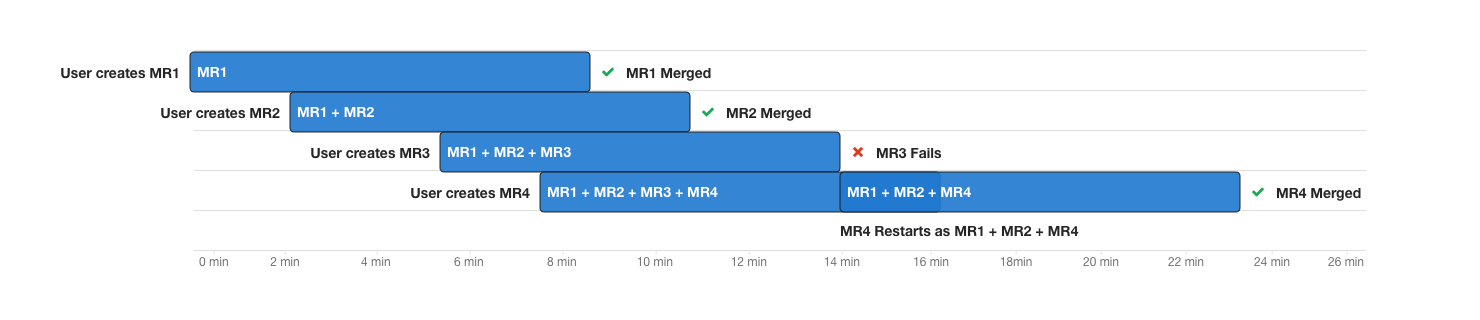 User creates MR1 MR1 MR1 Merged
User creates MR2 MR1 + MR2 MR2 Merged
User creates MR3 MR1 + MR2 + MR3 MR3 Fails
User creates MR4 MR1 + MR2 + MR3 + MR4 MR1 + MR2 + MR4 MR4 Merged
MR4 Restarts as MR1 + MR2 + MR4
0 min 2 min 4 min 6 min 8 min 10 min 12 min 14 min 16 min 18min 20 min 22 min 24 min 26 min